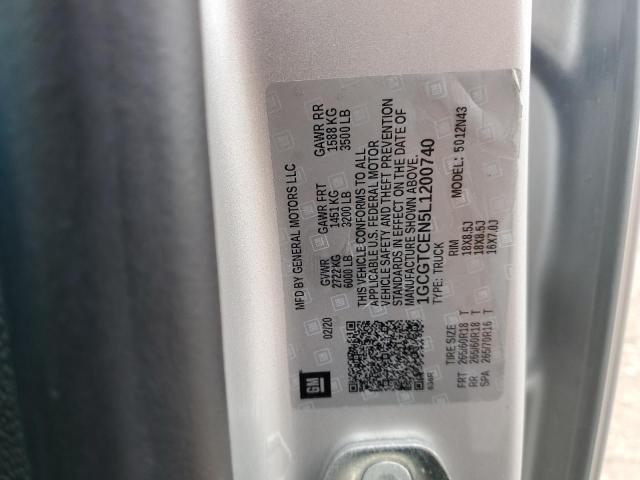 GM
02/20
MFD BY GENERAL MOTORS LLC
GVWR GAWR FRT GAWR RR
2722KG 1451 KG 1588 KG
6000 LB 3200 LB 3500 LB
THIS VEHICLE CONFORMS TO ALL
APPLICABLE U.S. FEDERAL MOTOR
VEHICLE SAFETY AND THEFT PREVENTION
STANDARDS IN EFFECT ON THE DATE OF
MANUFACTURE SHOWN ABOVE.
1GCGTCEN5L1200740
TYPE: TRUCK MODEL: 5012N43
TIRE SIZE RIM
FRT 265/60R18 T 18X8.5J
RR 265/60R18 T 18X8.5J
SPA 265/70R16 T 16X7.0J